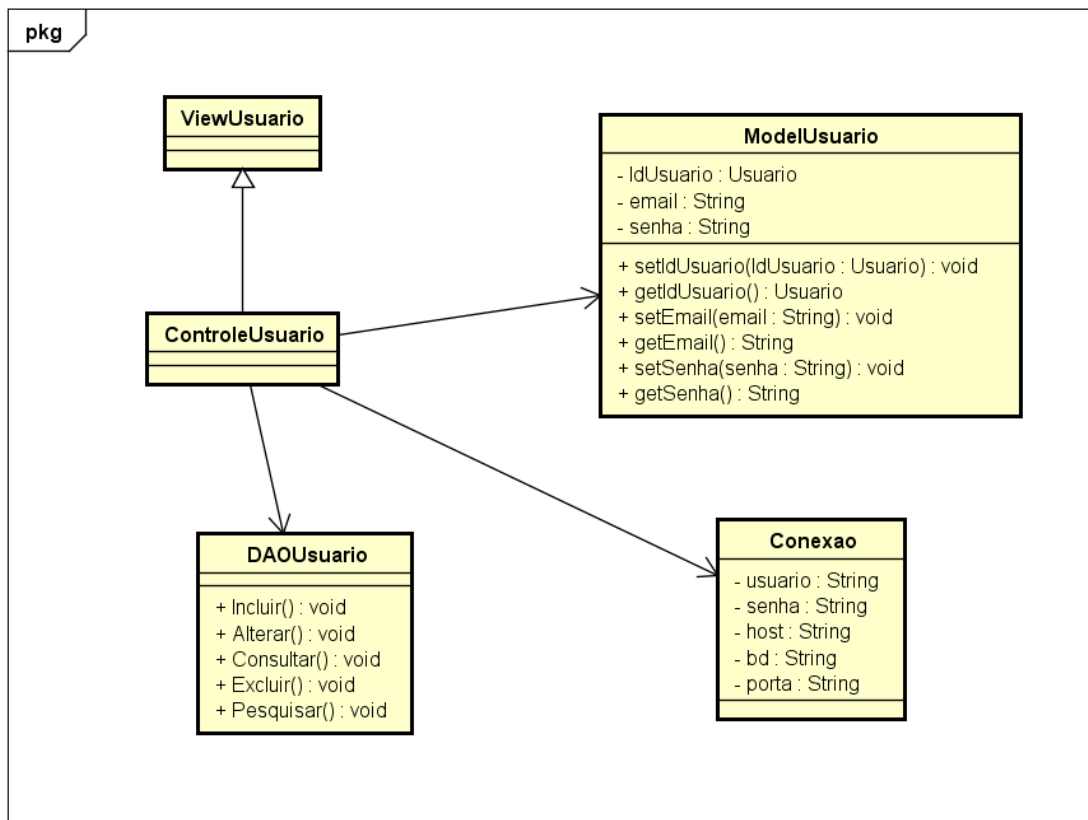 pkg
ViewUsuario
ModelUsuario
- IdUsuario : Usuario
- email : String
- senha : String
+ setIdUsuario(IdUsuario : Usuario) : void
+ getIdUsuario() : Usuario
+ setEmail(email : String) : void
+ getEmail() : String
+ setSenha(senha : String) : void
+ getSenha() : String
ControleUsuario
DAOUsuario
+ Incluir() : void
+ Alterar() : void
+ Consultar() : void
+ Excluir() : void
+ Pesquisar() : void
Conexao
- usuario : String
- senha : String
- host : String
- bd : String
- porta : String